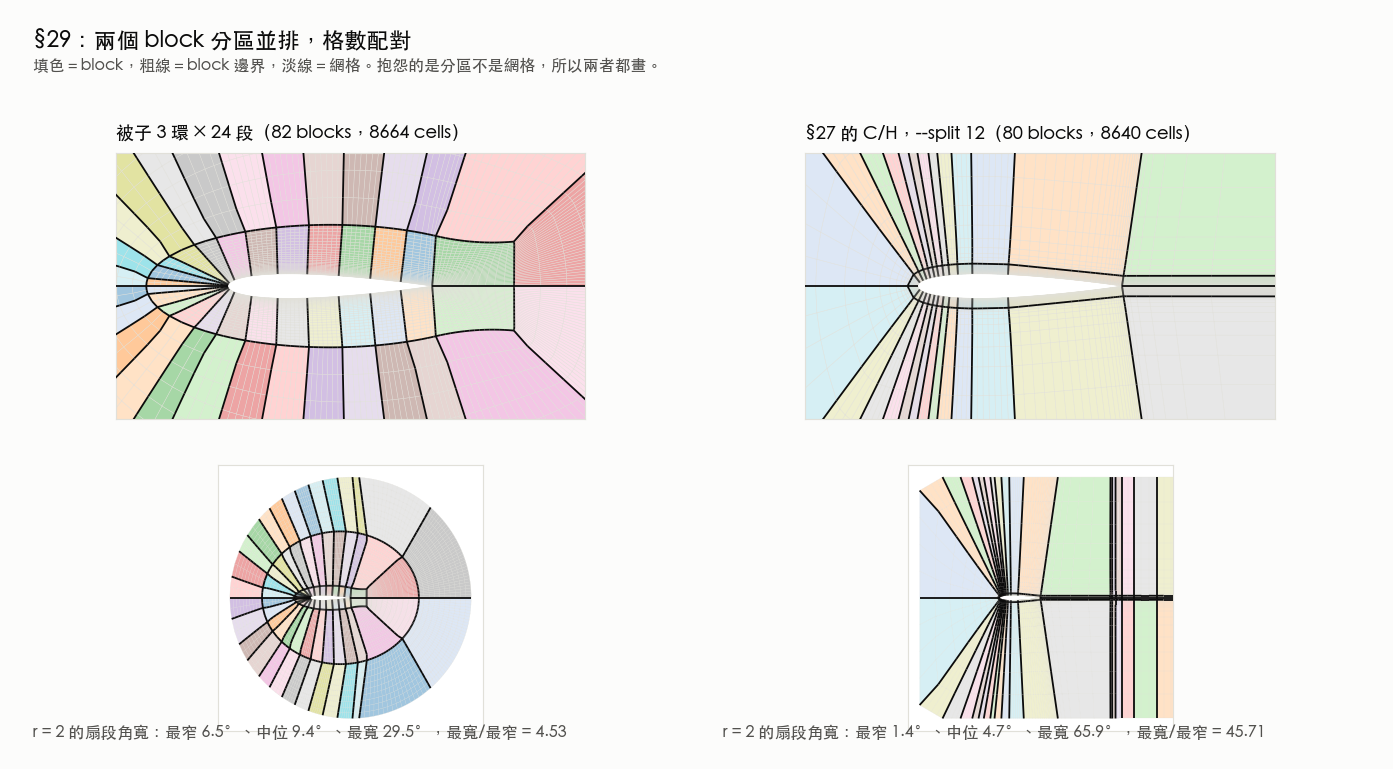 §29：兩個 block 分區並排，格數配對
填色＝block，粗線＝block 邊界，淡線＝網格。抱怨的是分區不是網格，所以兩者都畫。
被子 3 環 × 24 段（82 blocks，8664 cells）
§27 的 C/H，--split 12（80 blocks，8640 cells）
r = 2 的扇段角寬：最窄 6.5°、中位 9.4°、最寬 29.5°，最寬/最窄 = 4.53
r = 2 的扇段角寬：最窄 1.4°、中位 4.7°、最寬 65.9°，最寬/最窄 = 45.71